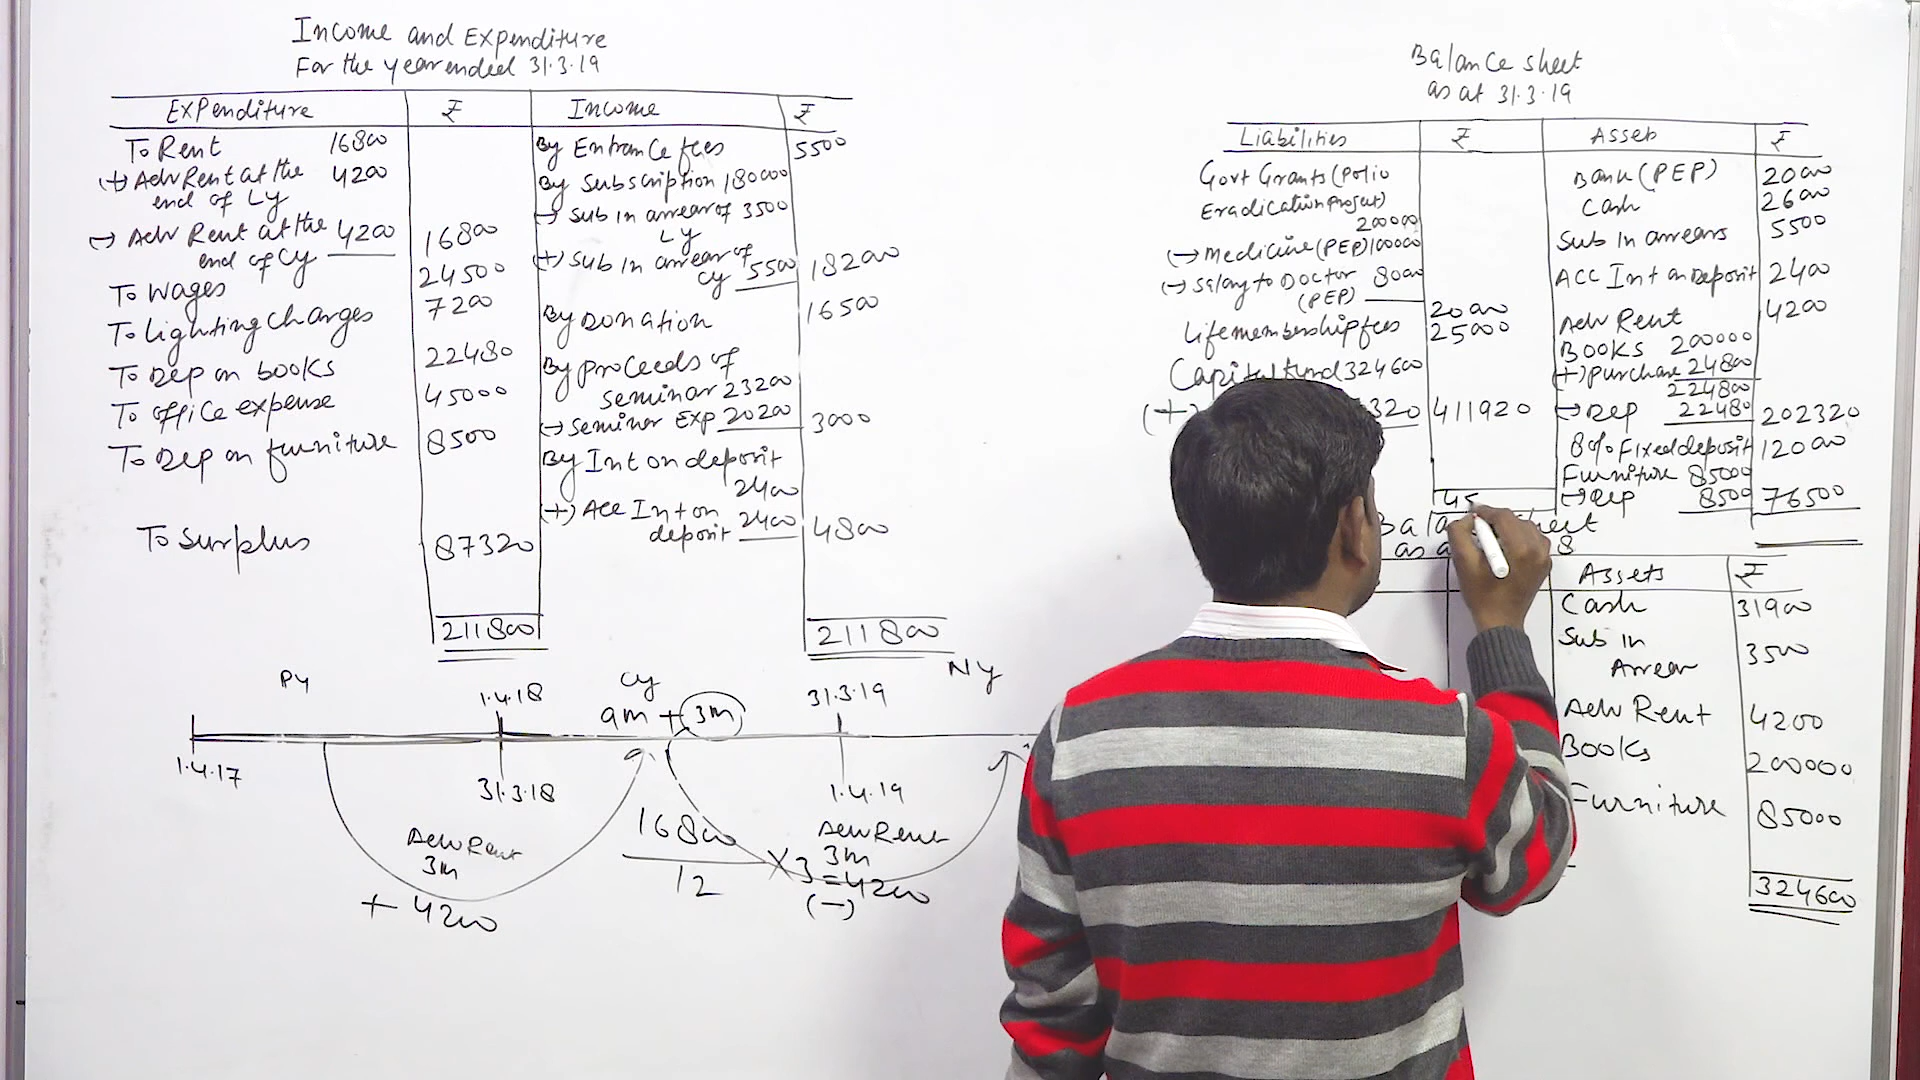 Income and Expenditure
For the year ended 31.3.19
Expenditure ₹ Income ₹
To Rent 16800
(+) Adv Rent at the 4200
end of LY
(-) Adv Rent at the 4200 16800
end of CY
To wages 24500
To lighting charges 7200
To Dep on books 22480
To office expense 45000
To Dep on furniture 8500
To Surplus 87320
211800
By Entrance fees 5500
By Subscription 180000
(-) Sub in arrear of 3500
LY
(+) Sub in arrear of
CY 5500 182000
By Donation 16500
By proceeds of
seminar 23200
(-) Seminar Exp 20200 3000
By Int on deposit
2400
(+) Acc Int on
deposit 2400 4800
211800
PY CY NY
1.4.18 9m + 3m 31.3.19
1.4.17 31.3.18 1.4.19
Adv Rent
3m
+ 4200
16800
12
X 3 = 4200
Adv Rent
3m
(-)
Balance sheet
as at 31.3.19
Liabilities ₹ Assets ₹
Govt Grants (Polio
Eradication project)
200000
(-) Medicine (PEP) 100000
(-) Salary to Doctor 8000
(PEP)
20000
Life membership fees 25000
Capital fund 324600
(+) 320 411920
45
Bank (PEP) 20000
Cash 2600
Sub in arrears 5500
Acc Int on Deposit 2400
Adv Rent 4200
Books 200000
(+) purchase 24800
224800
(-) Dep 22480 202320
8% Fixed deposit 120000
Furniture 85000
(-) Dep 8500 76500
as a 8
Assets ₹
Cash 31900
Sub in
Arrear 3500
Adv Rent 4200
Books 200000
Furniture 85000
324600